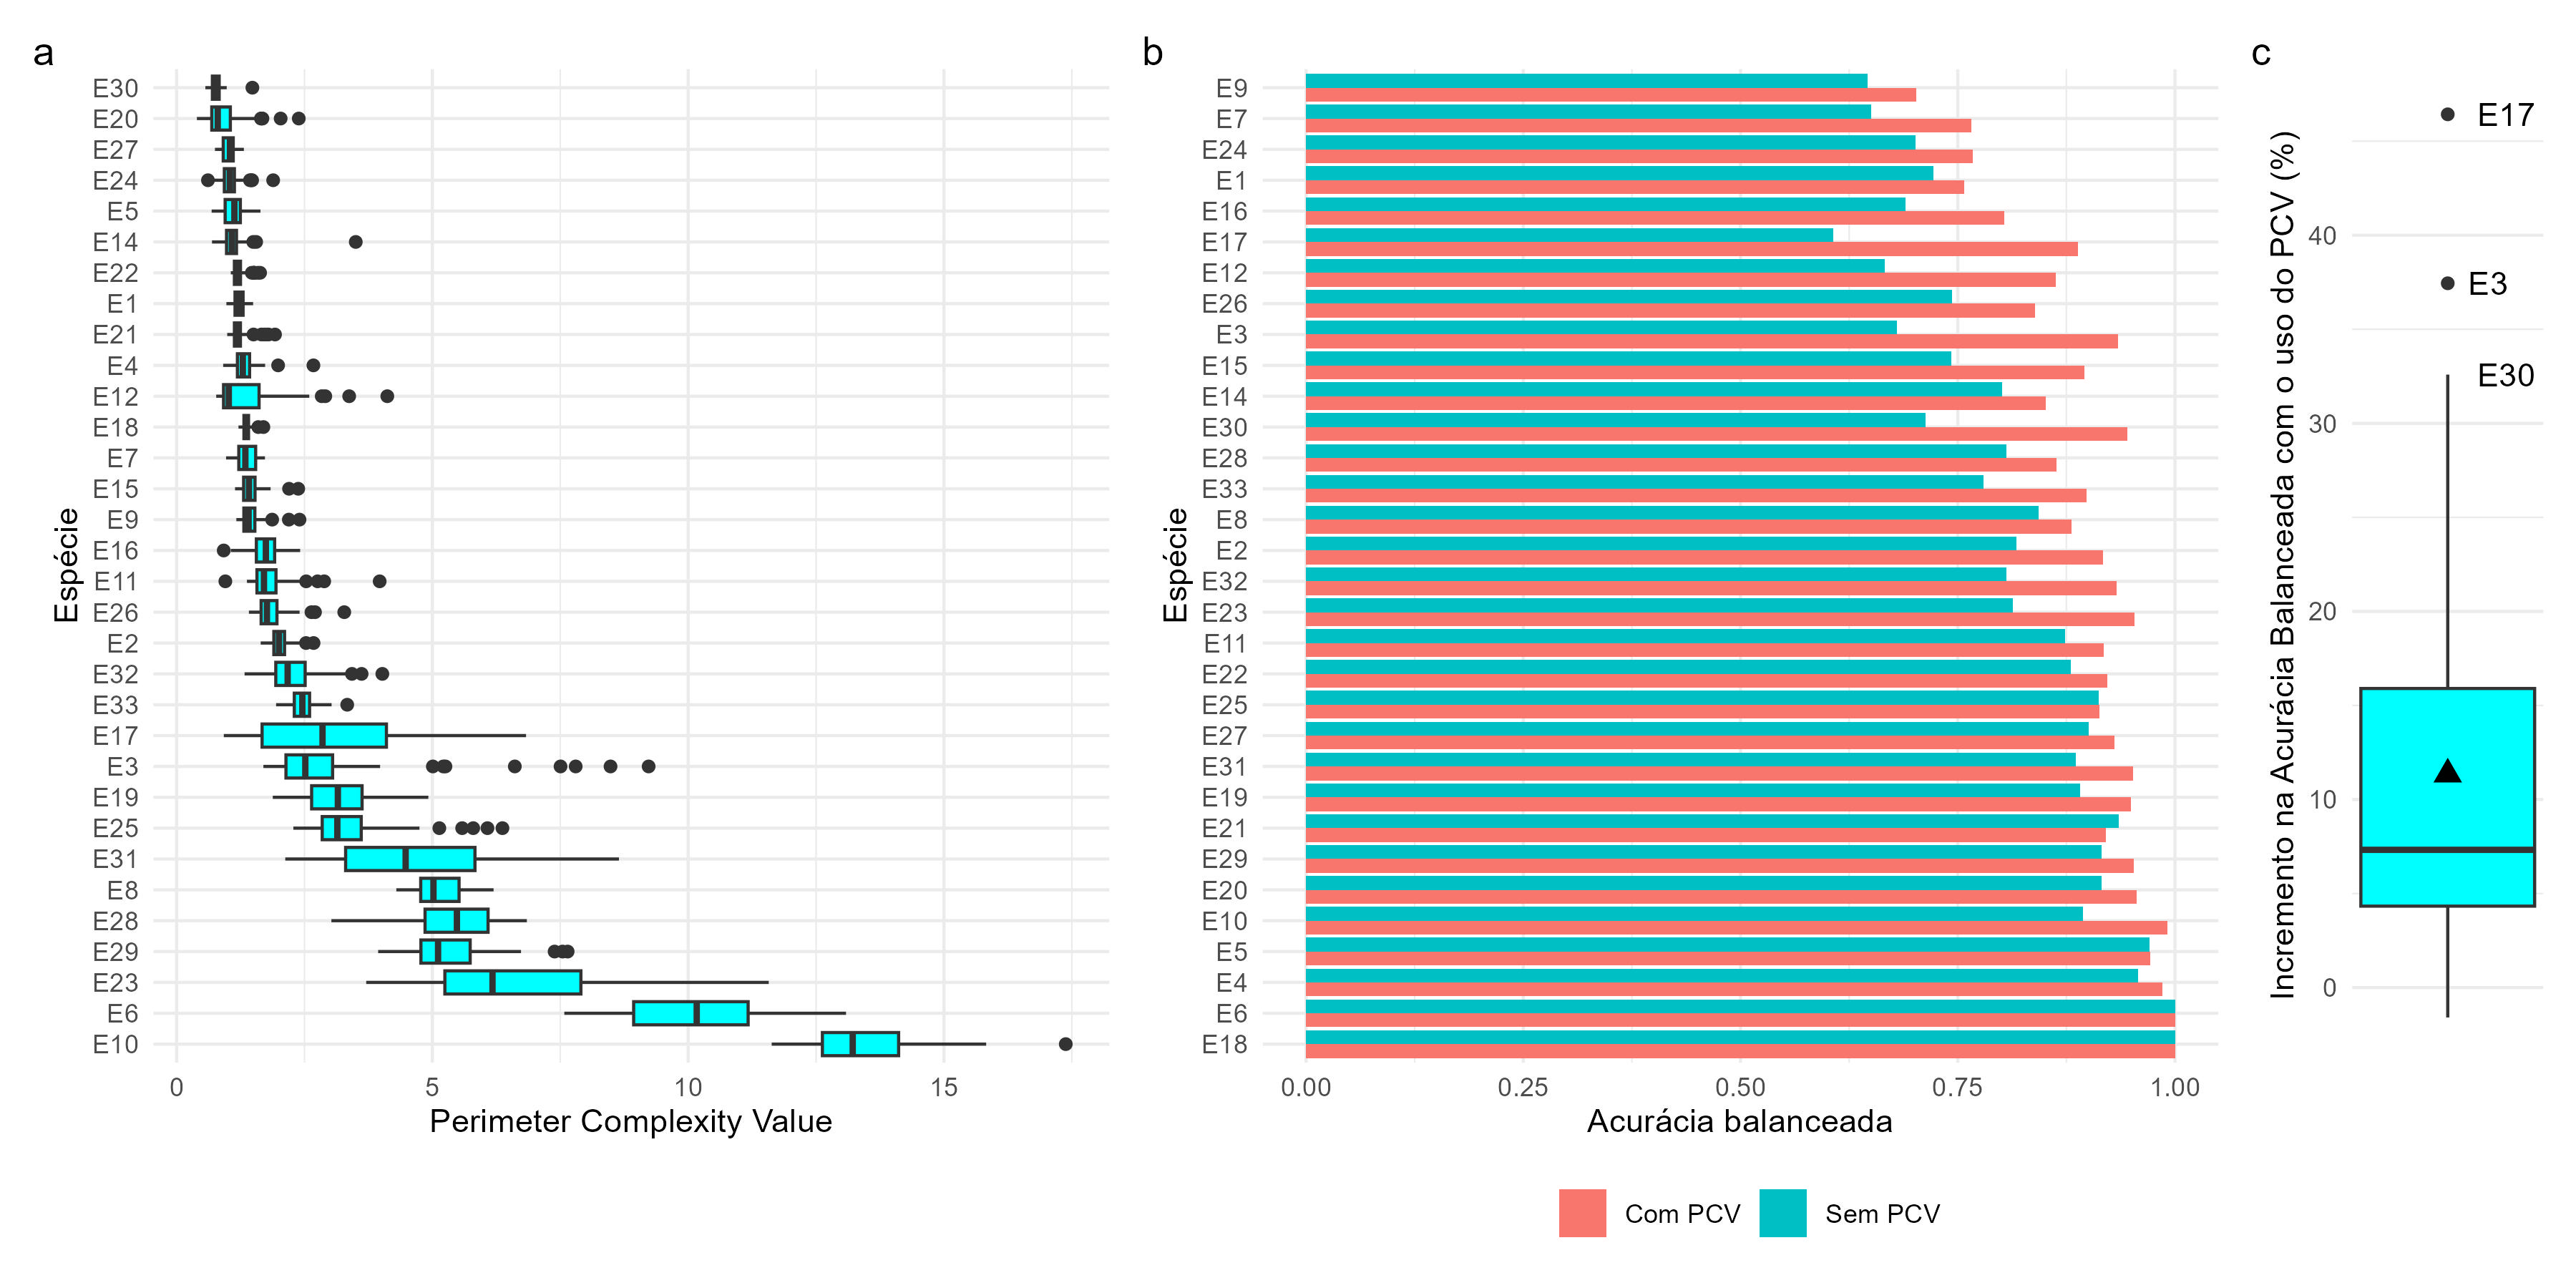 a
E30
E20
E27
E24
E5
E14
E22
E1
E21
E4
E12
E18
E7
E15
E9
E16
E11
E26
E2
E32
E33
E17
E3
E19
E25
E31
E8
E28
E29
E23
E6
E10
Espécie
0 5 10 15
Perimeter Complexity Value
b
E9
E7
E24
E1
E16
E17
E12
E26
E3
E15
E14
E30
E28
E33
E8
E2
E32
E23
E11
E22
E25
E27
E31
E19
E21
E29
E20
E10
E5
E4
E6
E18
Espécie
0.00 0.25 0.50 0.75 1.00
Acurácia balanceada
Com PCV Sem PCV
c
Incremento na Acurácia Balanceada com o uso do PCV (%)
40
30
20
10
0
E17
E3
E30